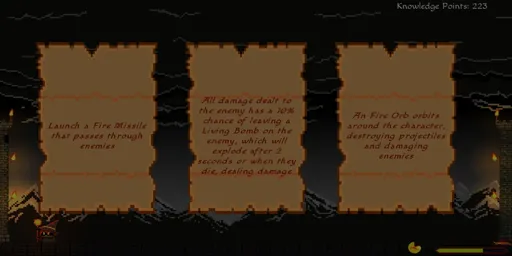 Knowledge Points: 223
Launch a Fire Missile
that passes through
enemies
All damage dealt to
the enemy has a 10%
chance of leaving a
Living Bomb on the
enemy, which will
explode after 2
seconds or when they
die, dealing damage
An Fire Orb orbits
around the character,
destroying projectiles
and damaging
enemies